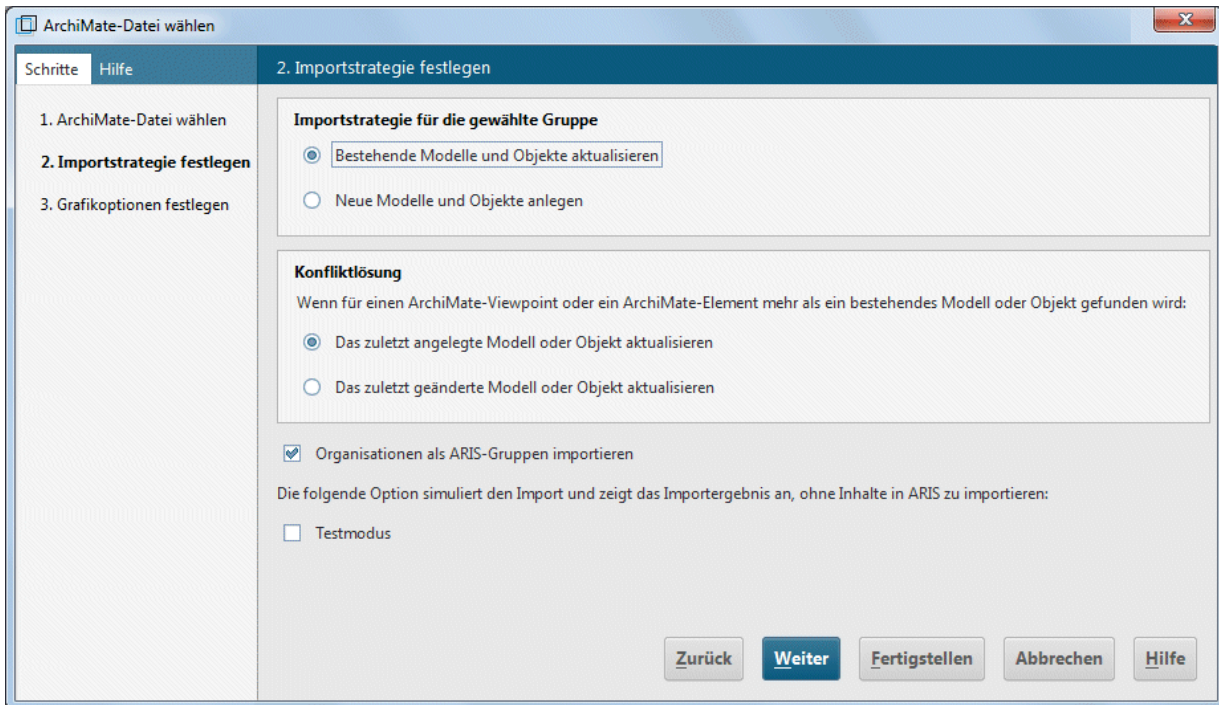 ArchiMate-Datei wählen
Schritte Hilfe
2. Importstrategie festlegen
1. ArchiMate-Datei wählen
2. Importstrategie festlegen
3. Grafikoptionen festlegen
Importstrategie für die gewählte Gruppe
Bestehende Modelle und Objekte aktualisieren
Neue Modelle und Objekte anlegen
Konfliktlösung
Wenn für einen ArchiMate-Viewpoint oder ein ArchiMate-Element mehr als ein bestehendes Modell oder Objekt gefunden wird:
Das zuletzt angelegte Modell oder Objekt aktualisieren
Das zuletzt geänderte Modell oder Objekt aktualisieren
Organisationen als ARIS-Gruppen importieren
Die folgende Option simuliert den Import und zeigt das Importergebnis an, ohne Inhalte in ARIS zu importieren:
Testmodus
Zurück Weiter Fertigstellen Abbrechen Hilfe